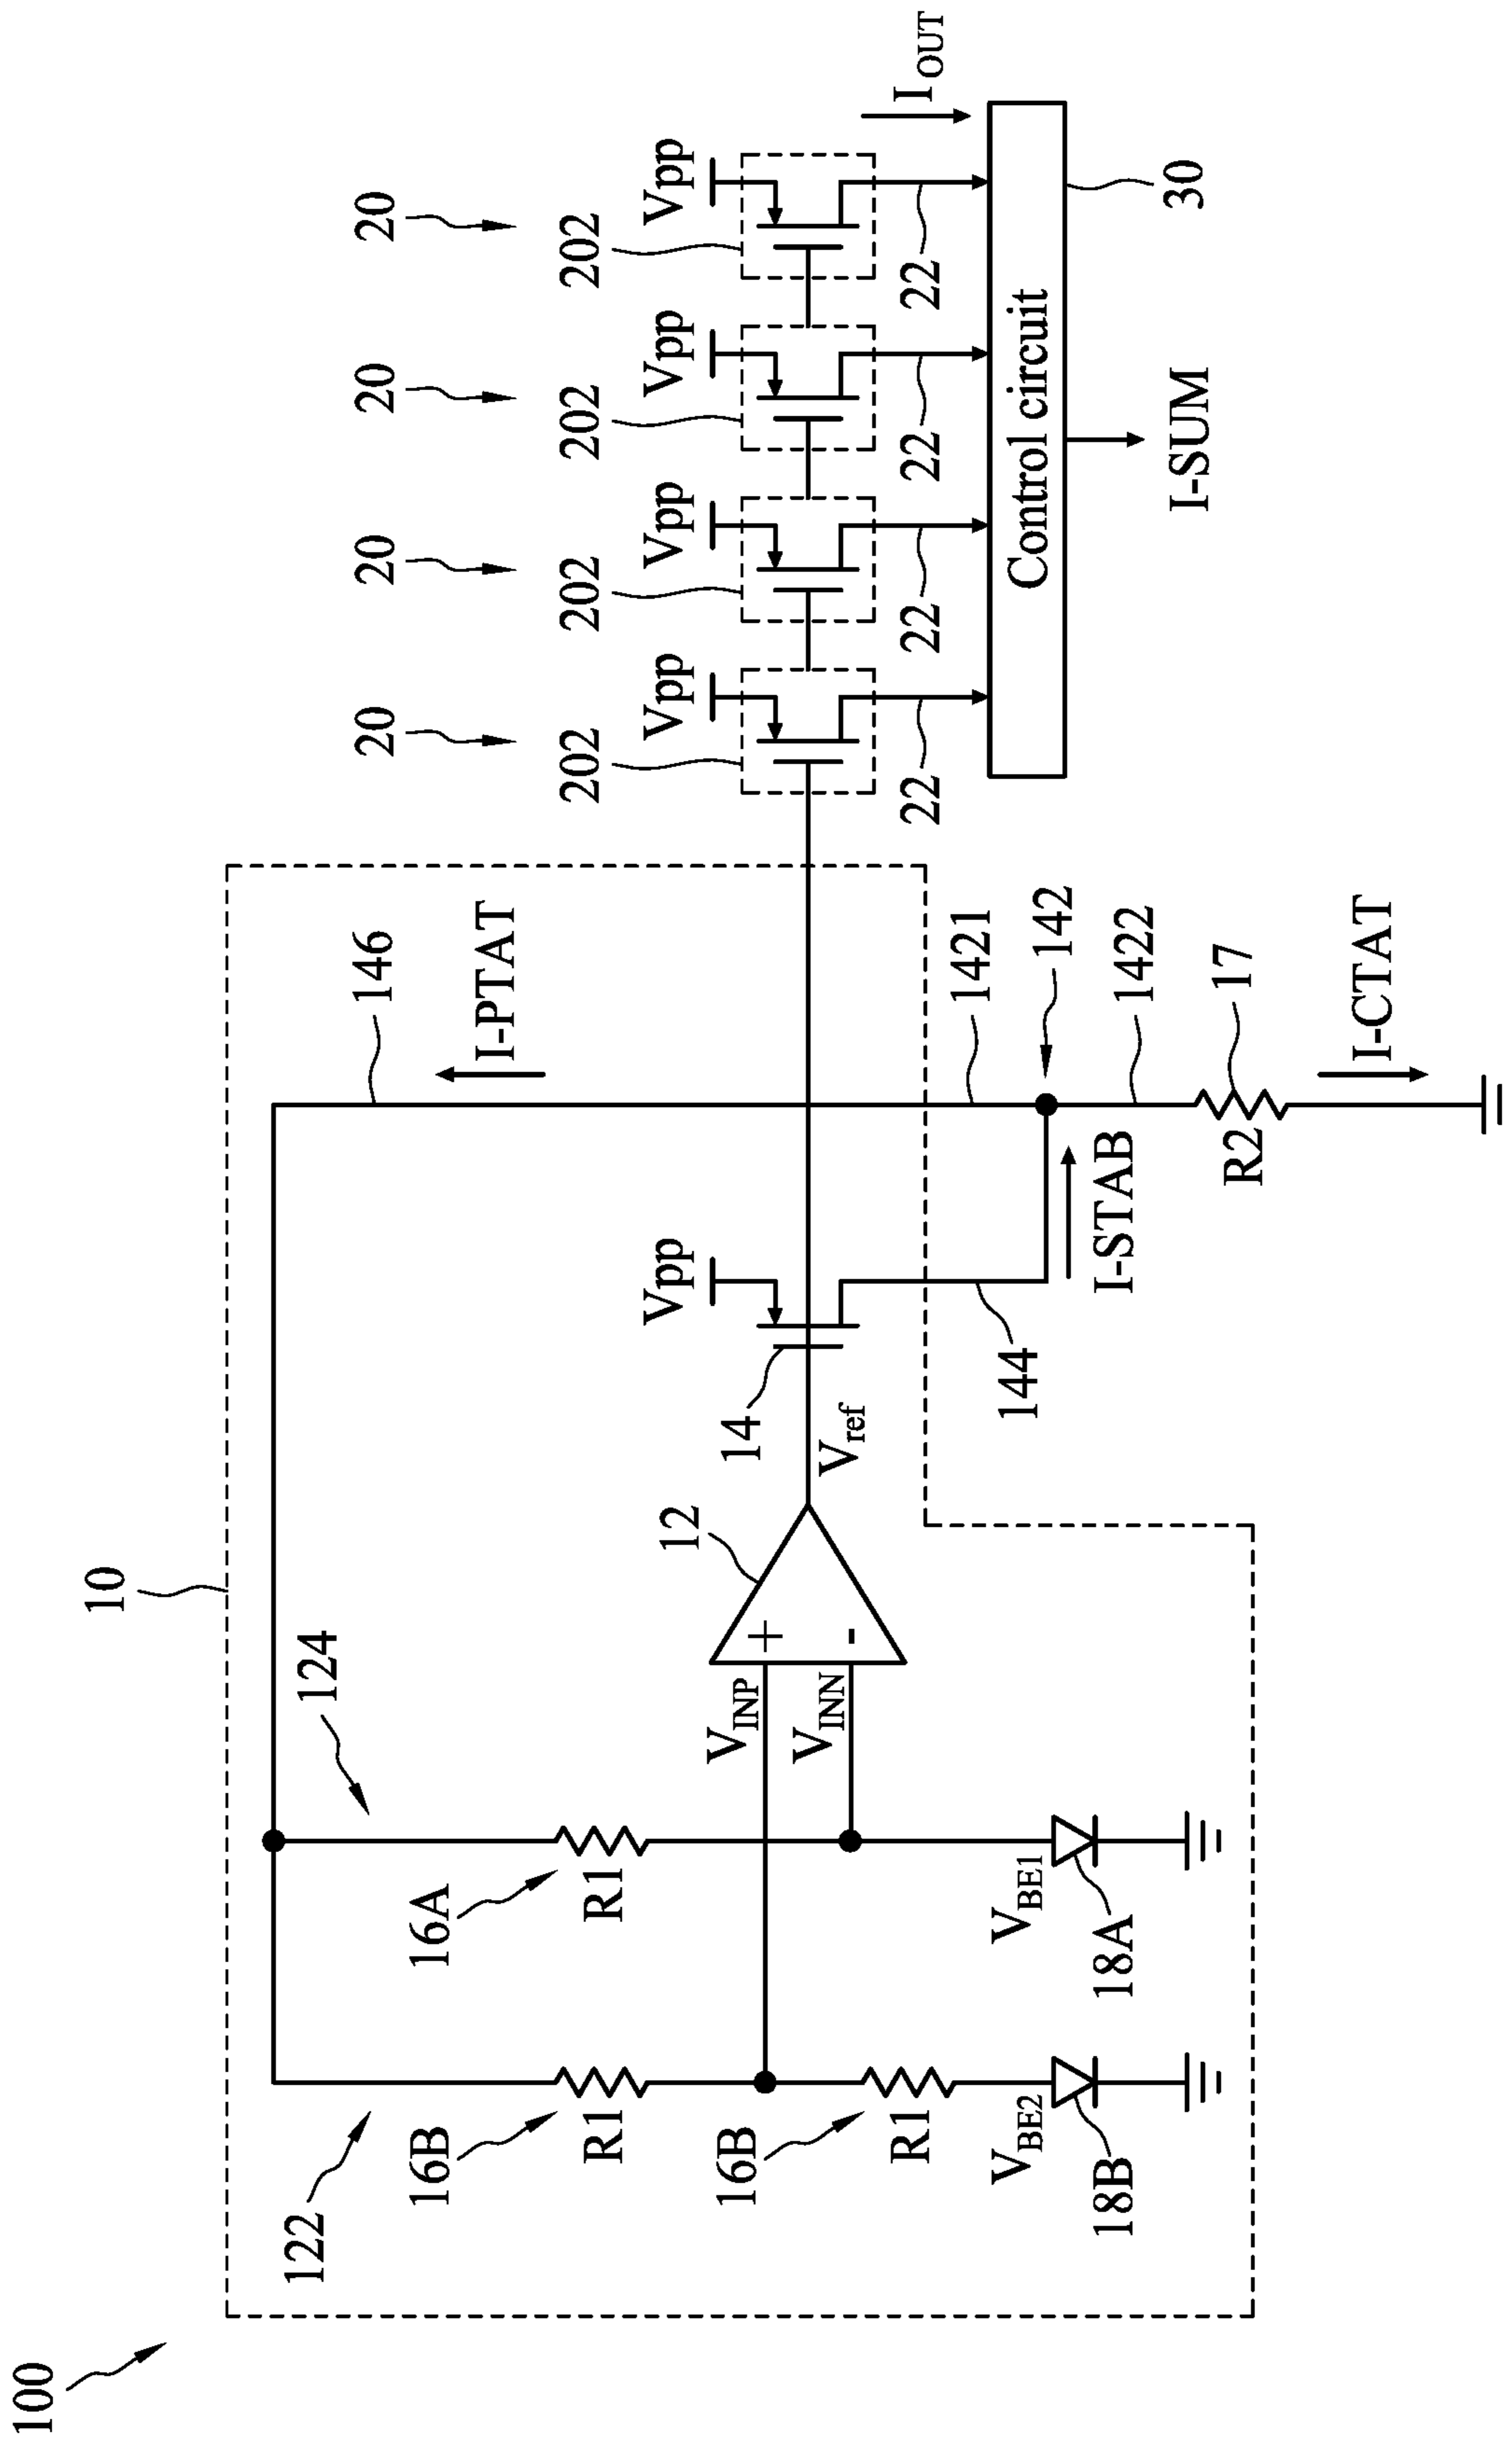 100
10
122
124
146
I-PTAT
16B
R1
16A
R1
16B
R1
VINP
VINN
12
+
-
Vref
14
Vpp
144
I-STAB
142
1421
1422
17
R2
I-CTAT
VBE2
18B
VBE1
18A
20
20
20
20
202
202
202
202
Vpp
Vpp
Vpp
Vpp
22
22
22
22
IOUT
Control circuit
30
I-SUM